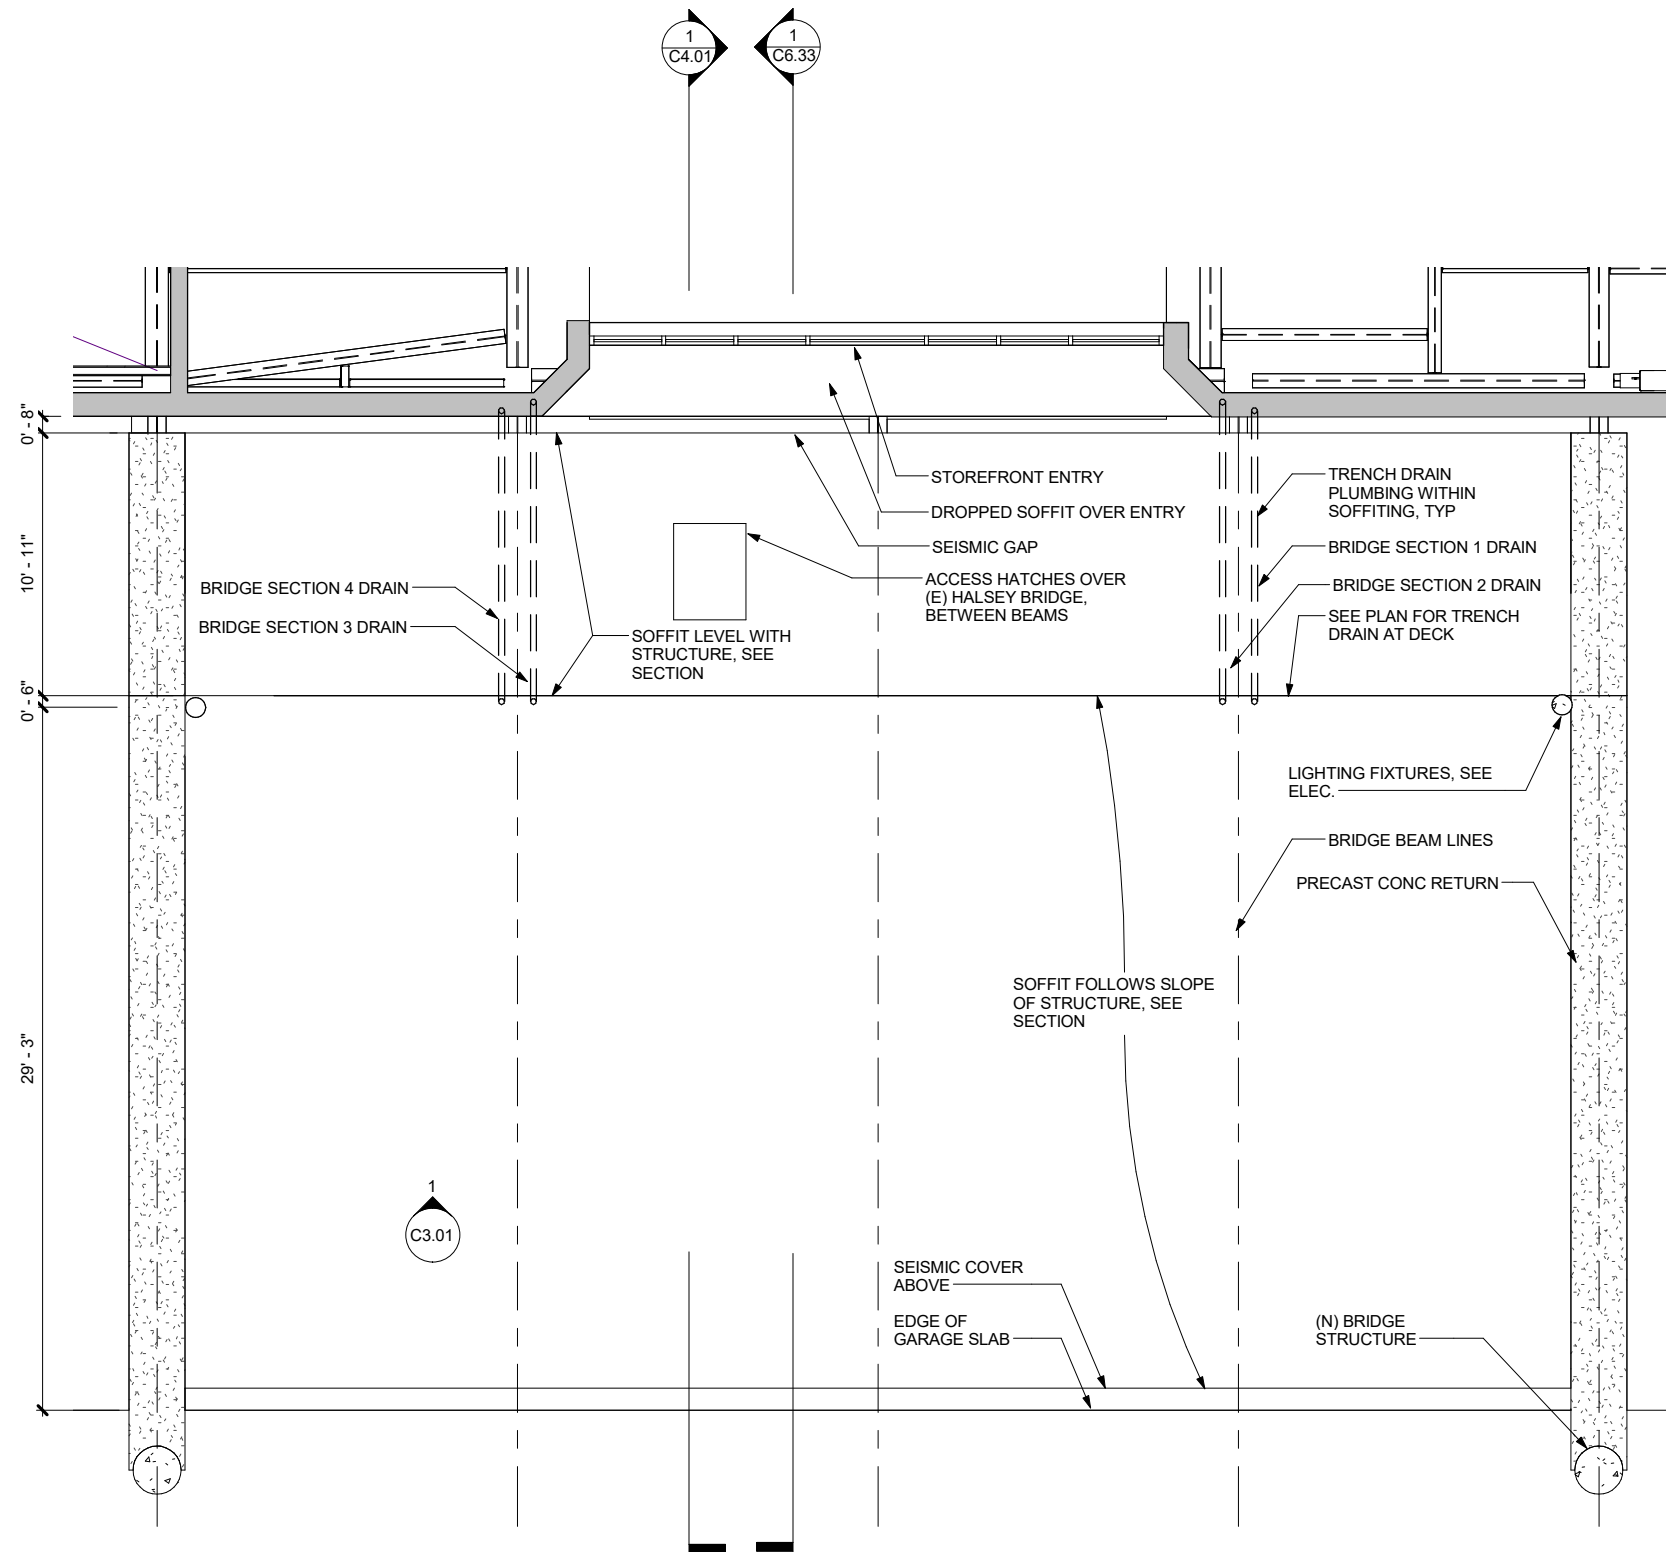 1
C4.01
1
C6.33
0' - 8"
10' - 11"
0' - 6"
29' - 3"
STOREFRONT ENTRY
DROPPED SOFFIT OVER ENTRY
SEISMIC GAP
ACCESS HATCHES OVER
(E) HALSEY BRIDGE,
BETWEEN BEAMS
TRENCH DRAIN
PLUMBING WITHIN
SOFFITING, TYP
BRIDGE SECTION 1 DRAIN
BRIDGE SECTION 2 DRAIN
SEE PLAN FOR TRENCH
DRAIN AT DECK
BRIDGE SECTION 4 DRAIN
BRIDGE SECTION 3 DRAIN
SOFFIT LEVEL WITH
STRUCTURE, SEE
SECTION
LIGHTING FIXTURES, SEE
ELEC.
BRIDGE BEAM LINES
PRECAST CONC RETURN
SOFFIT FOLLOWS SLOPE
OF STRUCTURE, SEE
SECTION
1
C3.01
SEISMIC COVER
ABOVE
EDGE OF
GARAGE SLAB
(N) BRIDGE
STRUCTURE